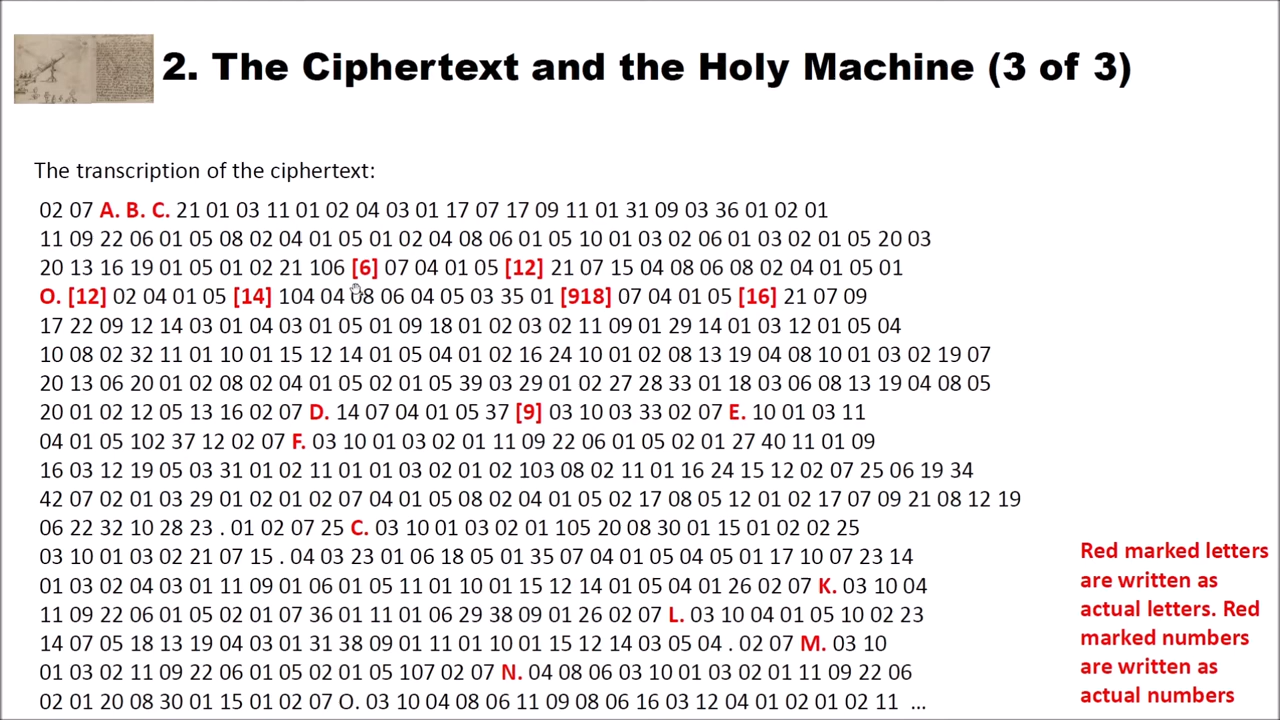 2. The Ciphertext and the Holy Machine (3 of 3)
The transcription of the ciphertext:
02 07 A. B. C. 21 01 03 11 01 02 04 03 01 17 07 17 09 11 01 31 09 03 36 01 02 01
11 09 22 06 01 05 08 02 04 01 05 01 02 04 08 06 01 05 10 01 03 02 06 01 03 02 01 05 20 03
20 13 16 19 01 05 01 02 21 106 [6] 07 04 01 05 [12] 21 07 15 04 08 06 08 02 04 01 05 01
O. [12] 02 04 01 05 [14] 104 04 08 06 04 05 03 35 01 [918] 07 04 01 05 [16] 21 07 09
17 22 09 12 14 03 01 04 03 01 05 01 09 18 01 02 03 02 11 09 01 29 14 01 03 12 01 05 04
10 08 02 32 11 01 10 01 15 12 14 01 05 04 01 02 16 24 10 01 02 08 13 19 04 08 10 01 03 02 19 07
20 13 06 20 01 02 08 02 04 01 05 02 01 05 39 03 29 01 02 27 28 33 01 18 03 06 08 13 19 04 08 05
20 01 02 12 05 13 16 02 07 D. 14 07 04 01 05 37 [9] 03 10 03 33 02 07 E. 10 01 03 11
04 01 05 102 37 12 02 07 F. 03 10 01 03 02 01 11 09 22 06 01 05 02 01 27 40 11 01 09
16 03 12 19 05 03 31 01 02 11 01 01 03 02 01 02 103 08 02 11 01 16 24 15 12 02 07 25 06 19 34
42 07 02 01 03 29 01 02 01 02 07 04 01 05 08 02 04 01 05 02 17 08 05 12 01 02 17 07 09 21 08 12 19
06 22 32 10 28 23 . 01 02 07 25 C. 03 10 01 03 02 01 105 20 08 30 01 15 01 02 02 25
03 10 01 03 02 21 07 15 . 04 03 23 01 06 18 05 01 35 07 04 01 05 04 05 01 17 10 07 23 14
01 03 02 04 03 01 11 09 01 06 01 05 11 01 10 01 15 12 14 01 05 04 01 26 02 07 K. 03 10 04
11 09 22 06 01 05 02 01 07 36 01 11 01 06 29 38 09 01 26 02 07 L. 03 10 04 01 05 10 02 23
14 07 05 18 13 19 04 03 01 31 38 09 01 11 01 10 01 15 12 14 03 05 04 . 02 07 M. 03 10
01 03 02 11 09 22 06 01 05 02 01 05 107 02 07 N. 04 08 06 03 10 01 03 02 01 11 09 22 06
02 01 20 08 30 01 15 01 02 07 O. 03 10 04 08 06 11 09 08 06 16 03 12 04 01 02 01 02 11 ...
Red marked letters
are written as
actual letters. Red
marked numbers
are written as
actual numbers